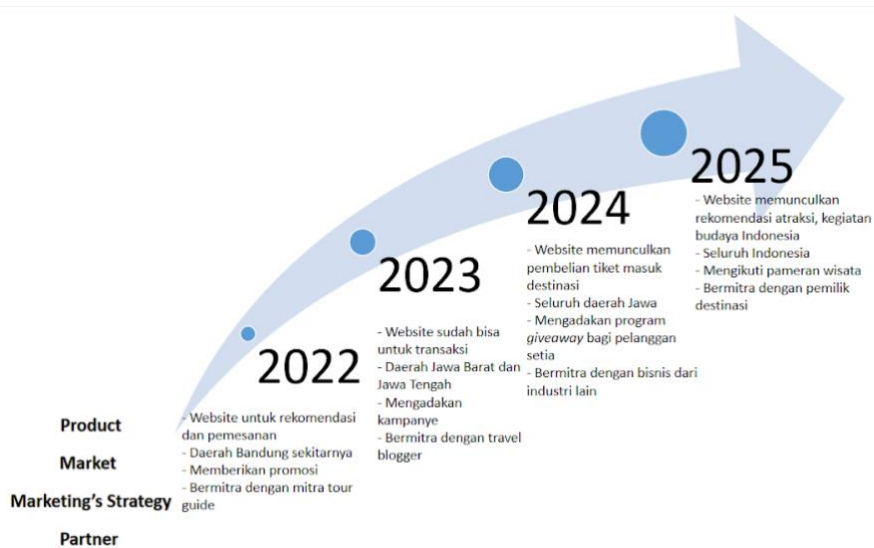 Product
Market
Marketing's Strategy
Partner
2022
- Website untuk rekomendasi
dan pemesanan
- Daerah Bandung sekitarnya
- Memberikan promosi
- Bermitra dengan mitra tour
guide
2023
- Website sudah bisa
untuk transaksi
- Daerah Jawa Barat dan
Jawa Tengah
- Mengadakan
kampanye
- Bermitra dengan travel
blogger
2024
- Website memunculkan
pembelian tiket masuk
destinasi
- Seluruh daerah Jawa
- Mengadakan program
giveaway bagi pelanggan
setia
- Bermitra dengan bisnis dari
industri lain
2025
- Website memunculkan
rekomendasi atraksi, kegiatan
budaya Indonesia
- Seluruh Indonesia
- Mengikuti pameran wisata
- Bermitra dengan pemilik
destinasi